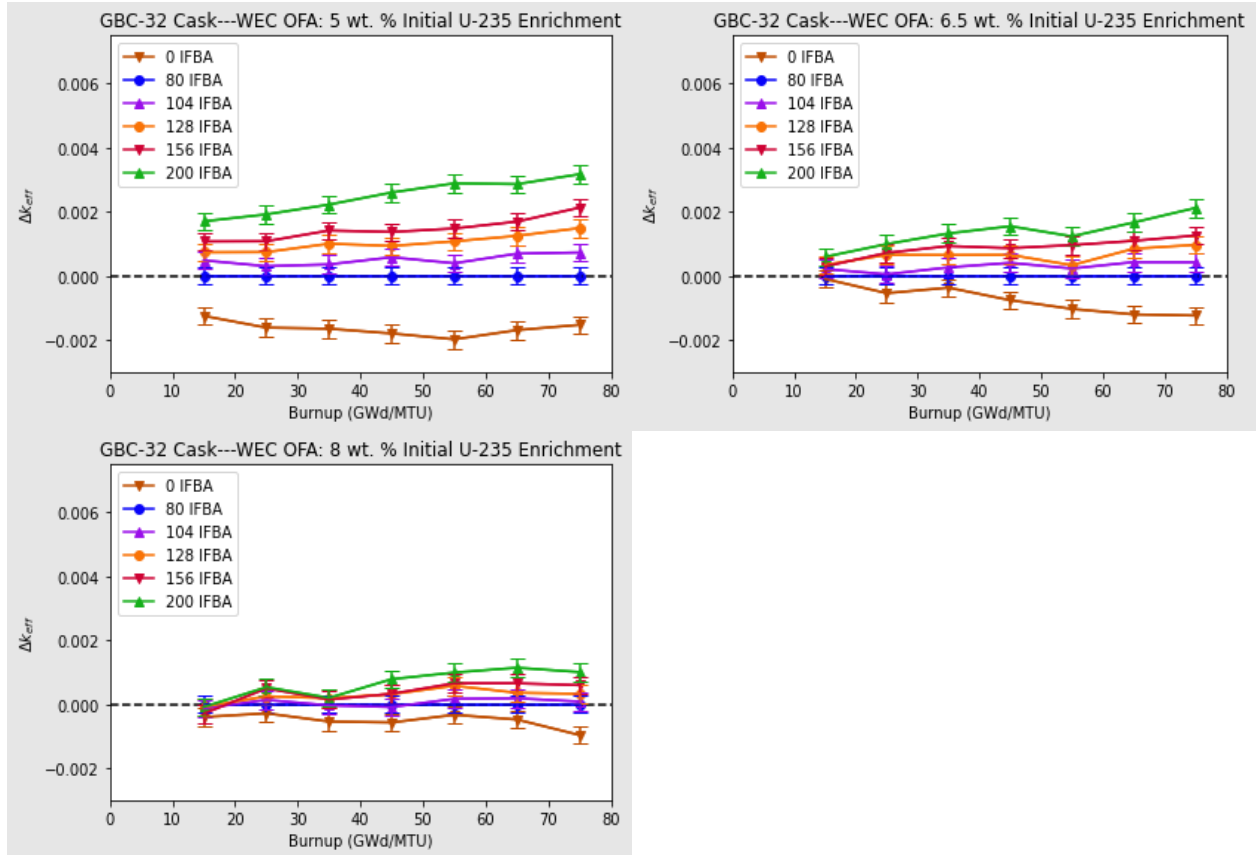 GBC-32 Cask---WEC OFA: 5 wt. % Initial U-235 Enrichment
0 IFBA
80 IFBA
104 IFBA
128 IFBA
156 IFBA
200 IFBA
0.006
0.004
0.002
0.000
−0.002
Δkeff
0 10 20 30 40 50 60 70 80
Burnup (GWd/MTU)
GBC-32 Cask---WEC OFA: 6.5 wt. % Initial U-235 Enrichment
0 IFBA
80 IFBA
104 IFBA
128 IFBA
156 IFBA
200 IFBA
0.006
0.004
0.002
0.000
−0.002
Δkeff
0 10 20 30 40 50 60 70 80
Burnup (GWd/MTU)
GBC-32 Cask---WEC OFA: 8 wt. % Initial U-235 Enrichment
0 IFBA
80 IFBA
104 IFBA
128 IFBA
156 IFBA
200 IFBA
0.006
0.004
0.002
0.000
−0.002
Δkeff
0 10 20 30 40 50 60 70 80
Burnup (GWd/MTU)